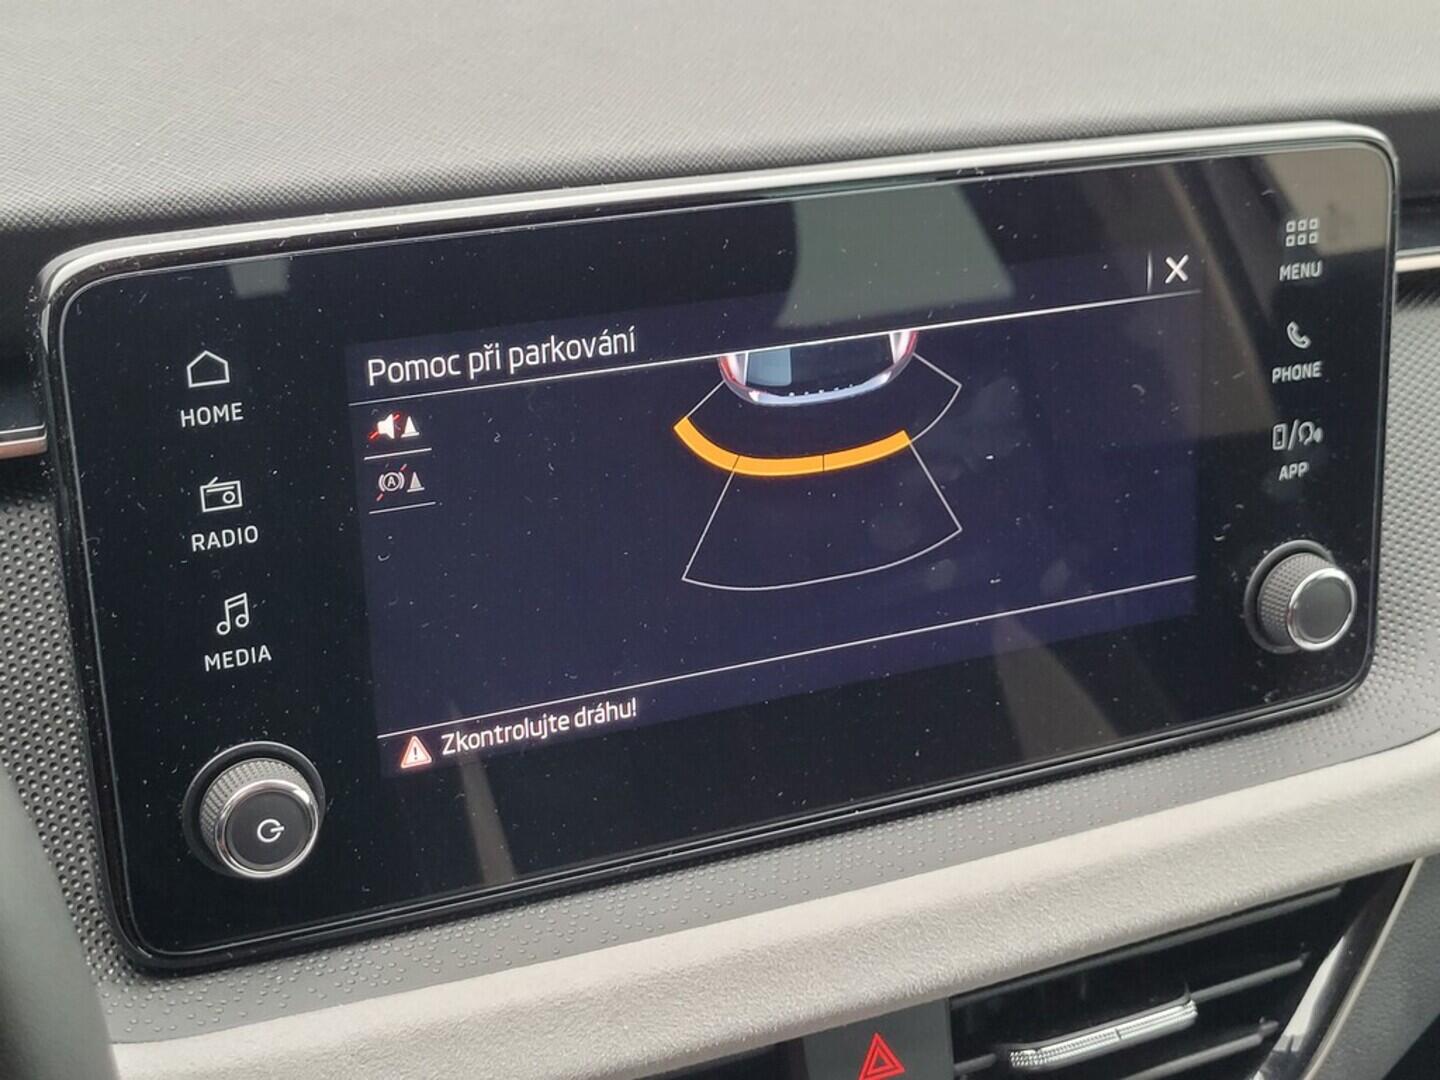 Pomoc při parkování
X
HOME
RADIO
MEDIA
MENU
PHONE
APP
(A)
Zkontrolujte dráhu!